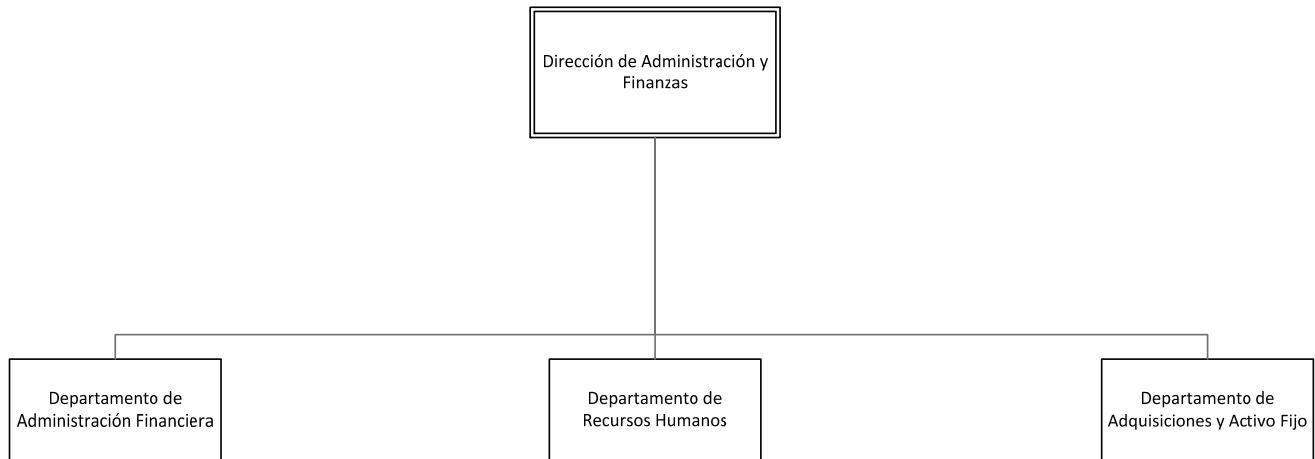 Dirección de Administración y
Finanzas
Departamento de
Administración Financiera
Departamento de
Recursos Humanos
Departamento de
Adquisiciones y Activo Fijo